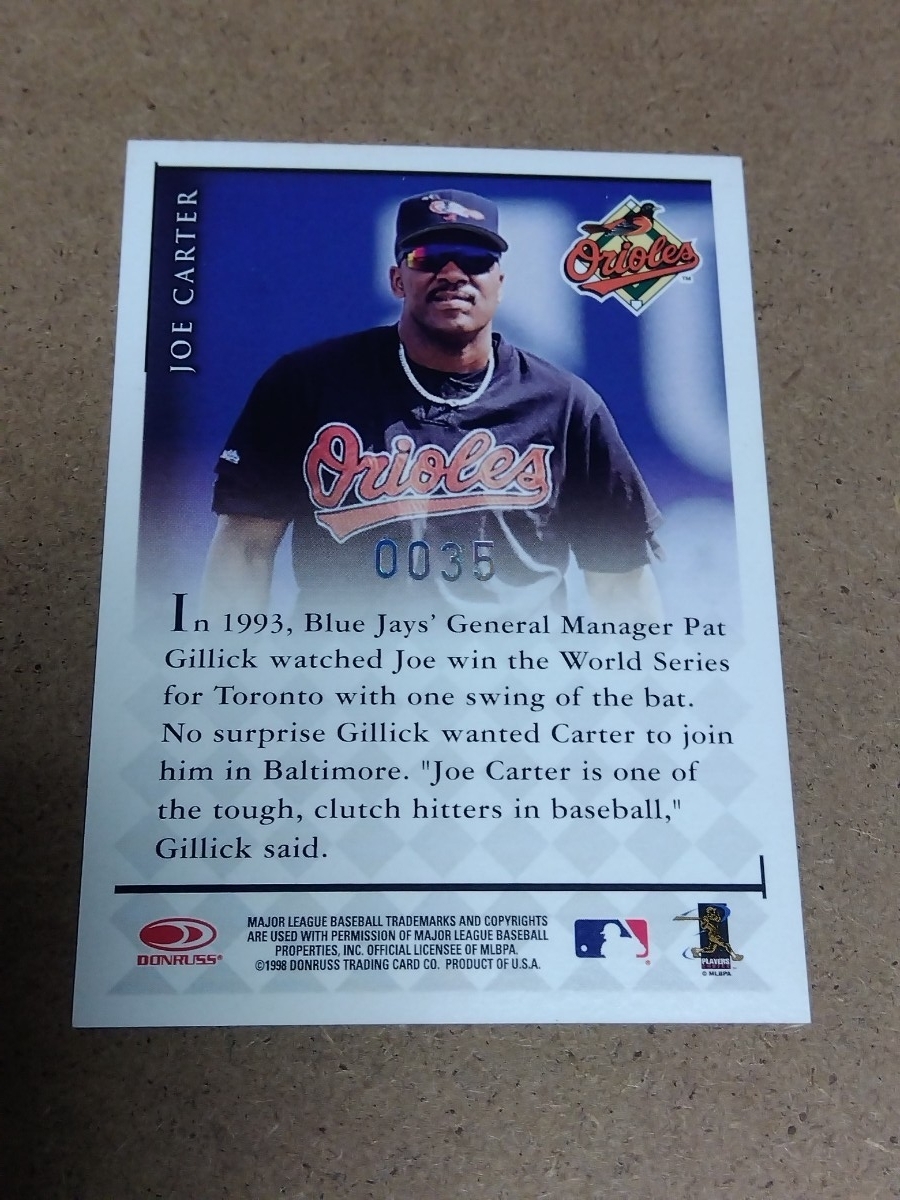 JOE CARTER
Orioles
TM
Orioles
0035
In 1993, Blue Jays' General Manager Pat
Gillick watched Joe win the World Series
for Toronto with one swing of the bat.
No surprise Gillick wanted Carter to join
him in Baltimore. "Joe Carter is one of
the tough, clutch hitters in baseball,"
Gillick said.
DONRUSS®
MAJOR LEAGUE BASEBALL TRADEMARKS AND COPYRIGHTS
ARE USED WITH PERMISSION OF MAJOR LEAGUE BASEBALL
PROPERTIES, INC. OFFICIAL LICENSEE OF MLBPA.
©1998 DONRUSS TRADING CARD CO. PRODUCT OF U.S.A.
PLAYERS
CHOICE
© MLBPA